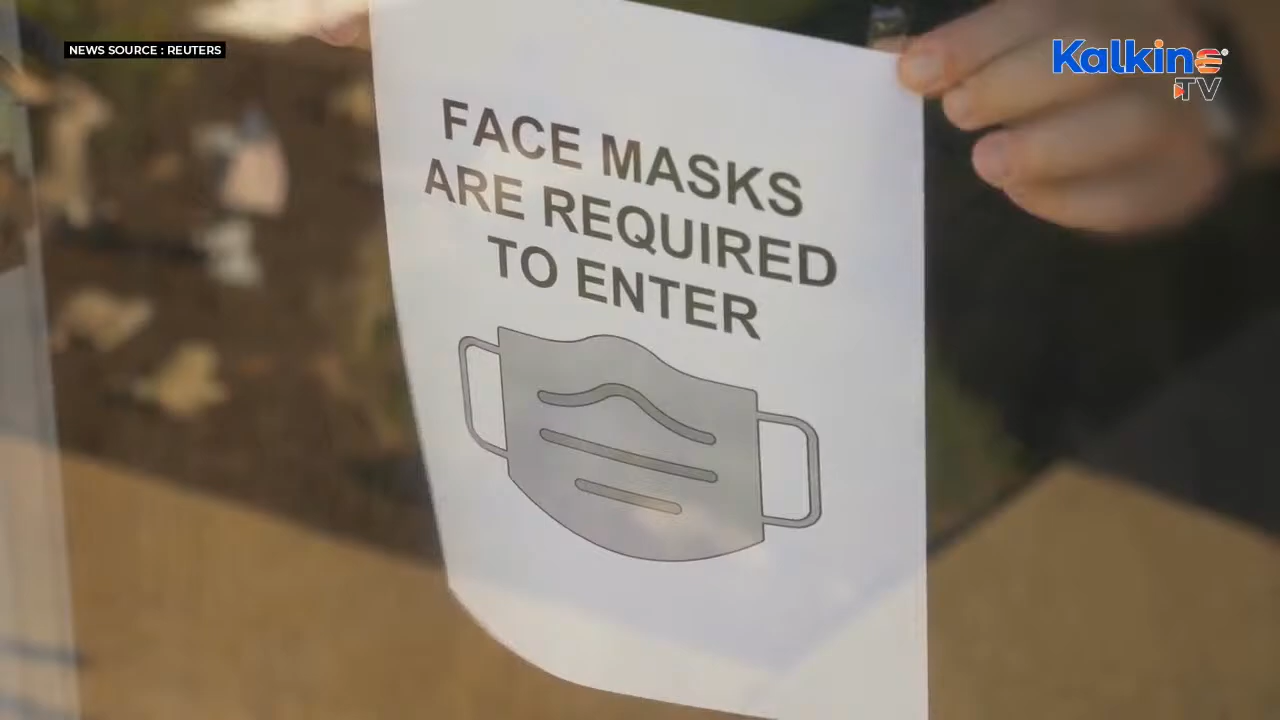 NEWS SOURCE : REUTERS
Kalkine
TV
FACE MASKS
ARE REQUIRED
TO ENTER